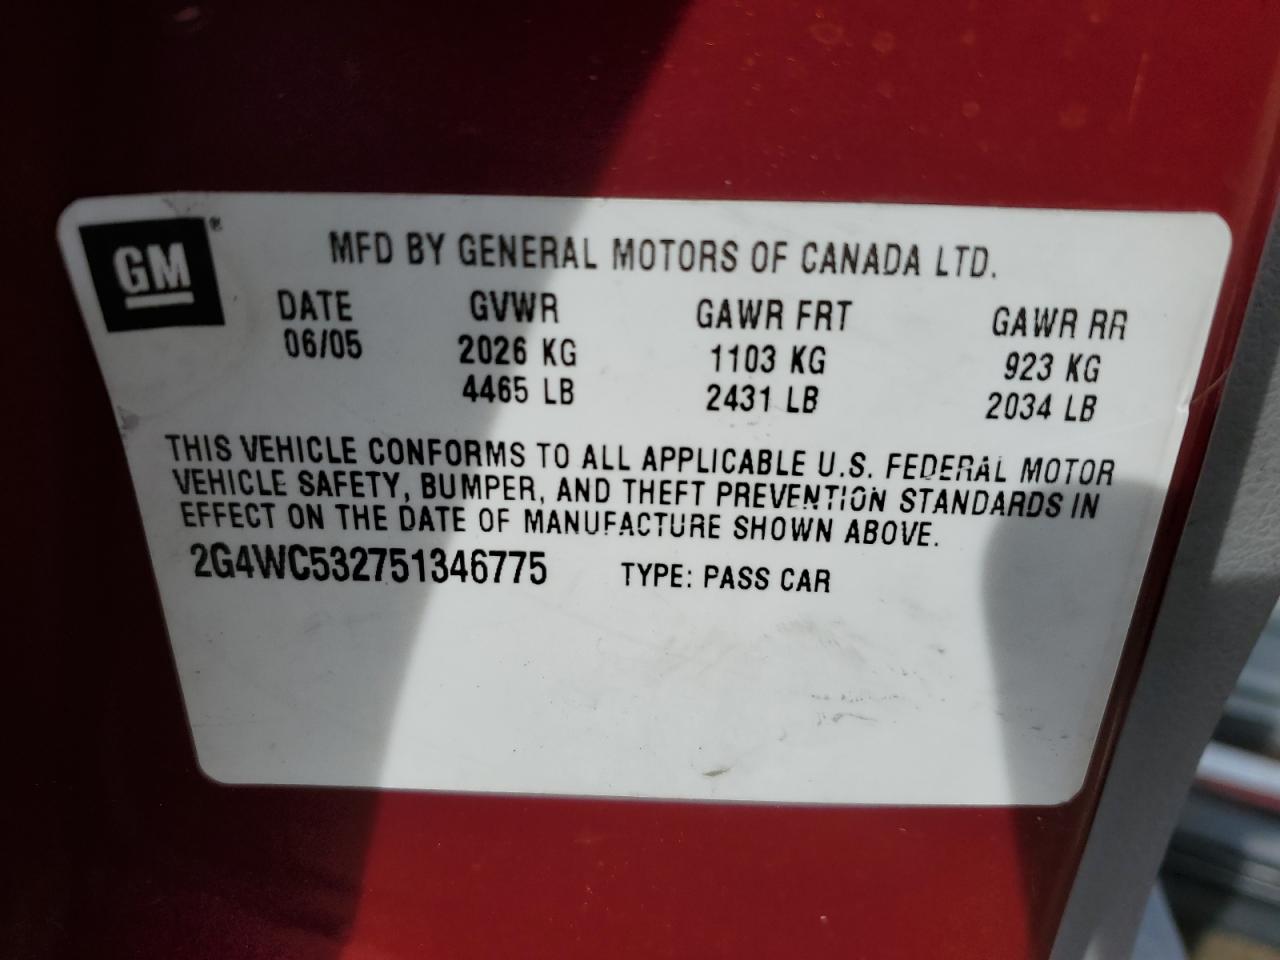 GM ®
MFD BY GENERAL MOTORS OF CANADA LTD.
DATE GVWR GAWR FRT GAWR RR
06/05 2026 KG 1103 KG 923 KG
4465 LB 2431 LB 2034 LB
THIS VEHICLE CONFORMS TO ALL APPLICABLE U.S. FEDERAL MOTOR
VEHICLE SAFETY, BUMPER, AND THEFT PREVENTION STANDARDS IN
EFFECT ON THE DATE OF MANUFACTURE SHOWN ABOVE.
2G4WC532751346775 TYPE: PASS CAR